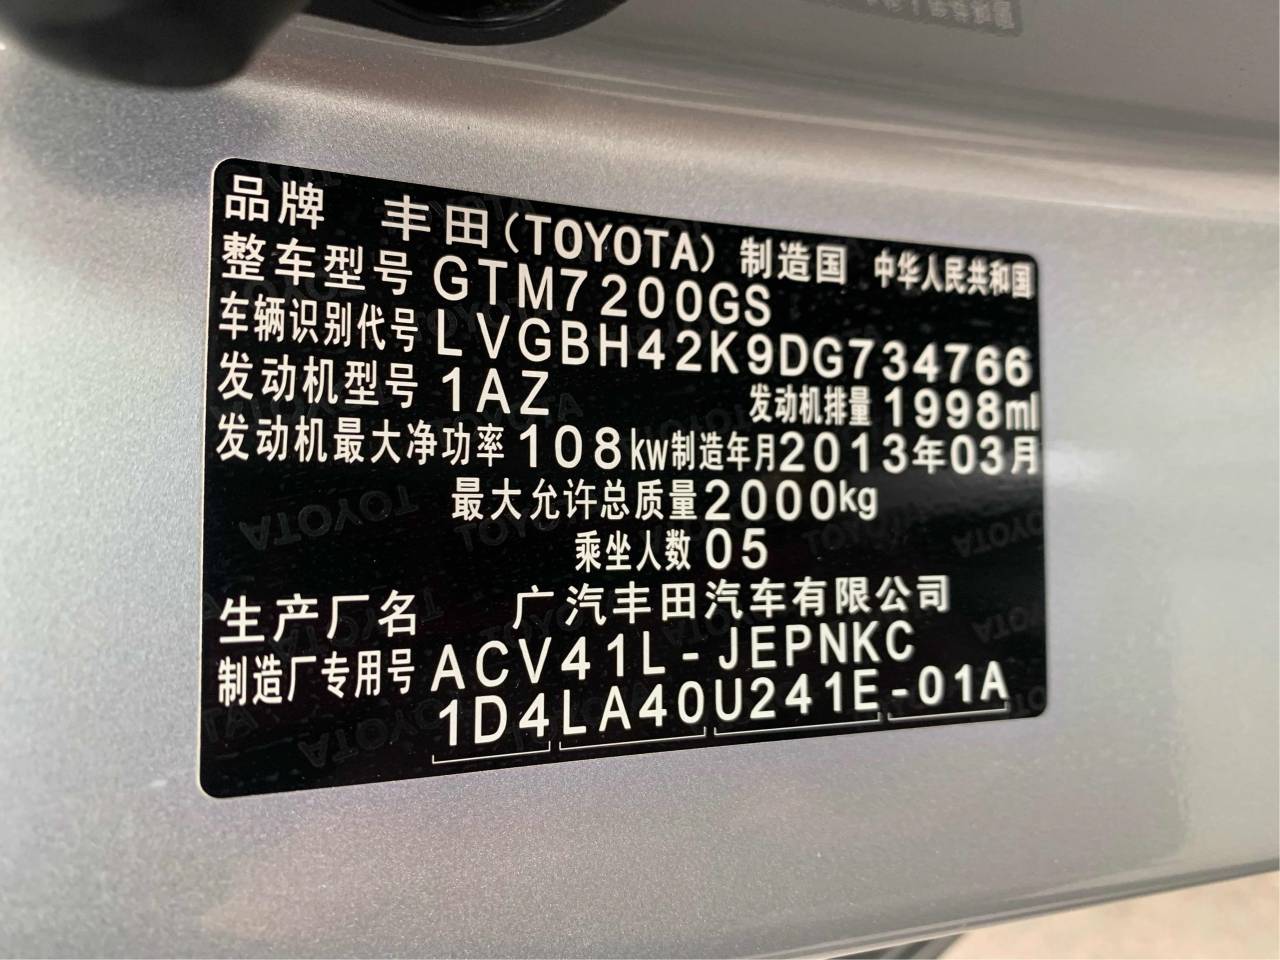 品牌 丰田(TOYOTA) 制造国 中华人民共和国
整车型号 GTM7200GS
车辆识别代号 LVGBH42K9DG734766
发动机型号 1AZ 发动机排量 1998ml
发动机最大净功率 108kw 制造年月 2013年03月
最大允许总质量 2000kg
乘坐人数 05
生产厂名 广汽丰田汽车有限公司
制造厂专用号 ACV41L-JEPNKC
1D4LA40U241E-01A